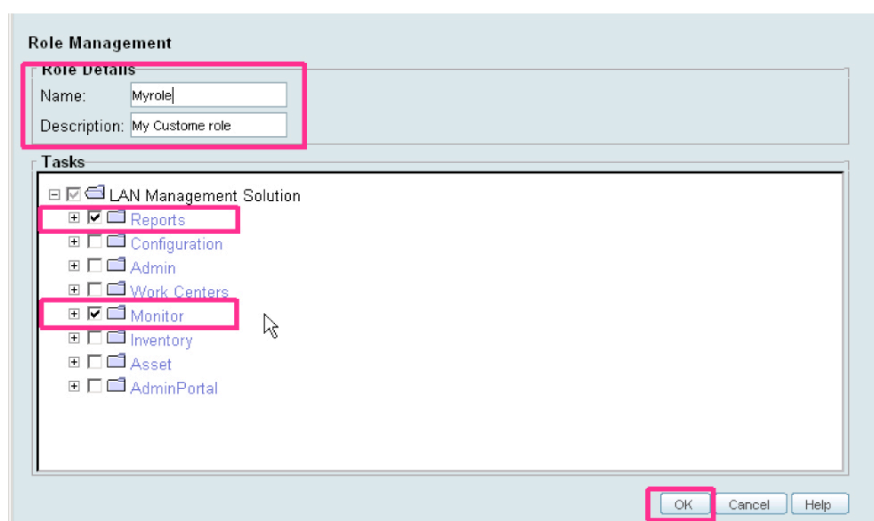 Role Management
Role Details
Name: Myrole
Description: My Custome role
Tasks
LAN Management Solution
Reports
Configuration
Admin
Work Centers
Monitor
Inventory
Asset
AdminPortal
OK Cancel Help